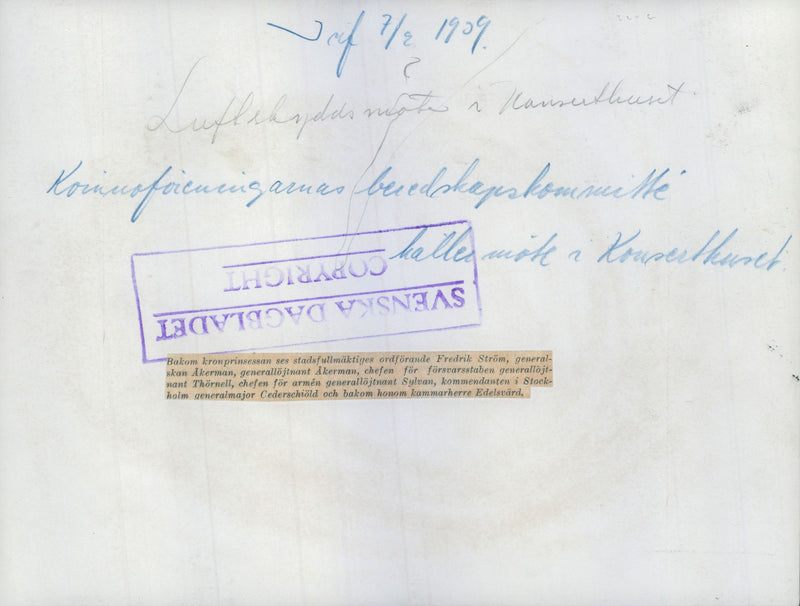 Inf 7/2 1939.
?
Luftskyddsmöte i Konserthuset
Kvinnoföreningarnas beredskapskommitté
håller möte i Konserthuset.
SVENSKA DAGBLADET
COPYRIGHT
Bakom kronprinsessan ses stadsfullmäktiges ordförande Fredrik Ström, general-
skan Åkerman, generallöjtnant Åkerman, chefen för försvarsstaben generallöjt-
nant Thörnell, chefen för armén generallöjtnant Sylvan, kommendanten i Stock-
holm generalmajor Cederschiöld och bakom honom kammarherre Edelsvärd.